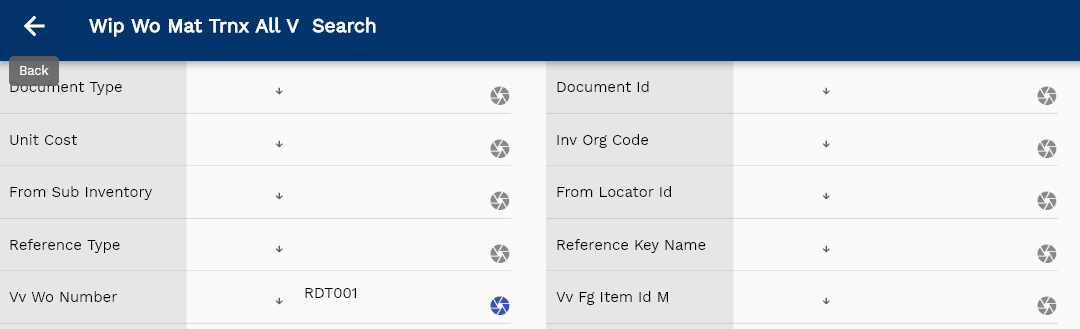 Wip Wo Mat Trnx All V Search
Back
Document Type
Document Id
Unit Cost
Inv Org Code
From Sub Inventory
From Locator Id
Reference Type
Reference Key Name
Vv Wo Number
RDT001
Vv Fg Item Id M